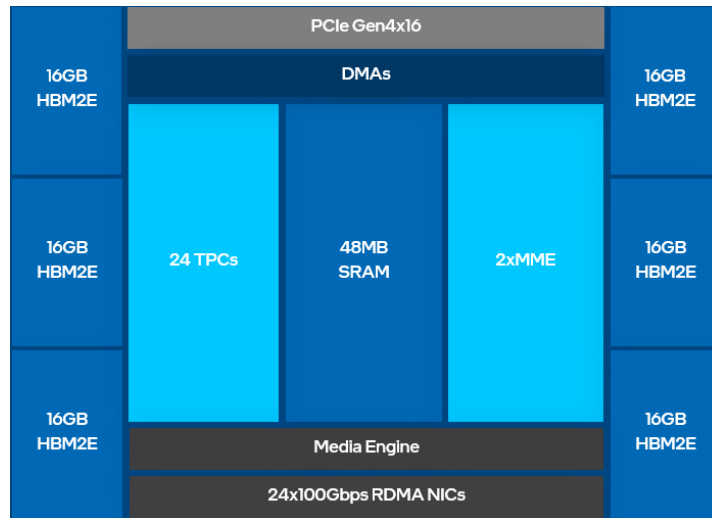 PCIe Gen4x16
DMAs
16GB
HBM2E
16GB
HBM2E
16GB
HBM2E
24 TPCs
48MB
SRAM
2xMME
16GB
HBM2E
16GB
HBM2E
16GB
HBM2E
Media Engine
24x100Gbps RDMA NICs